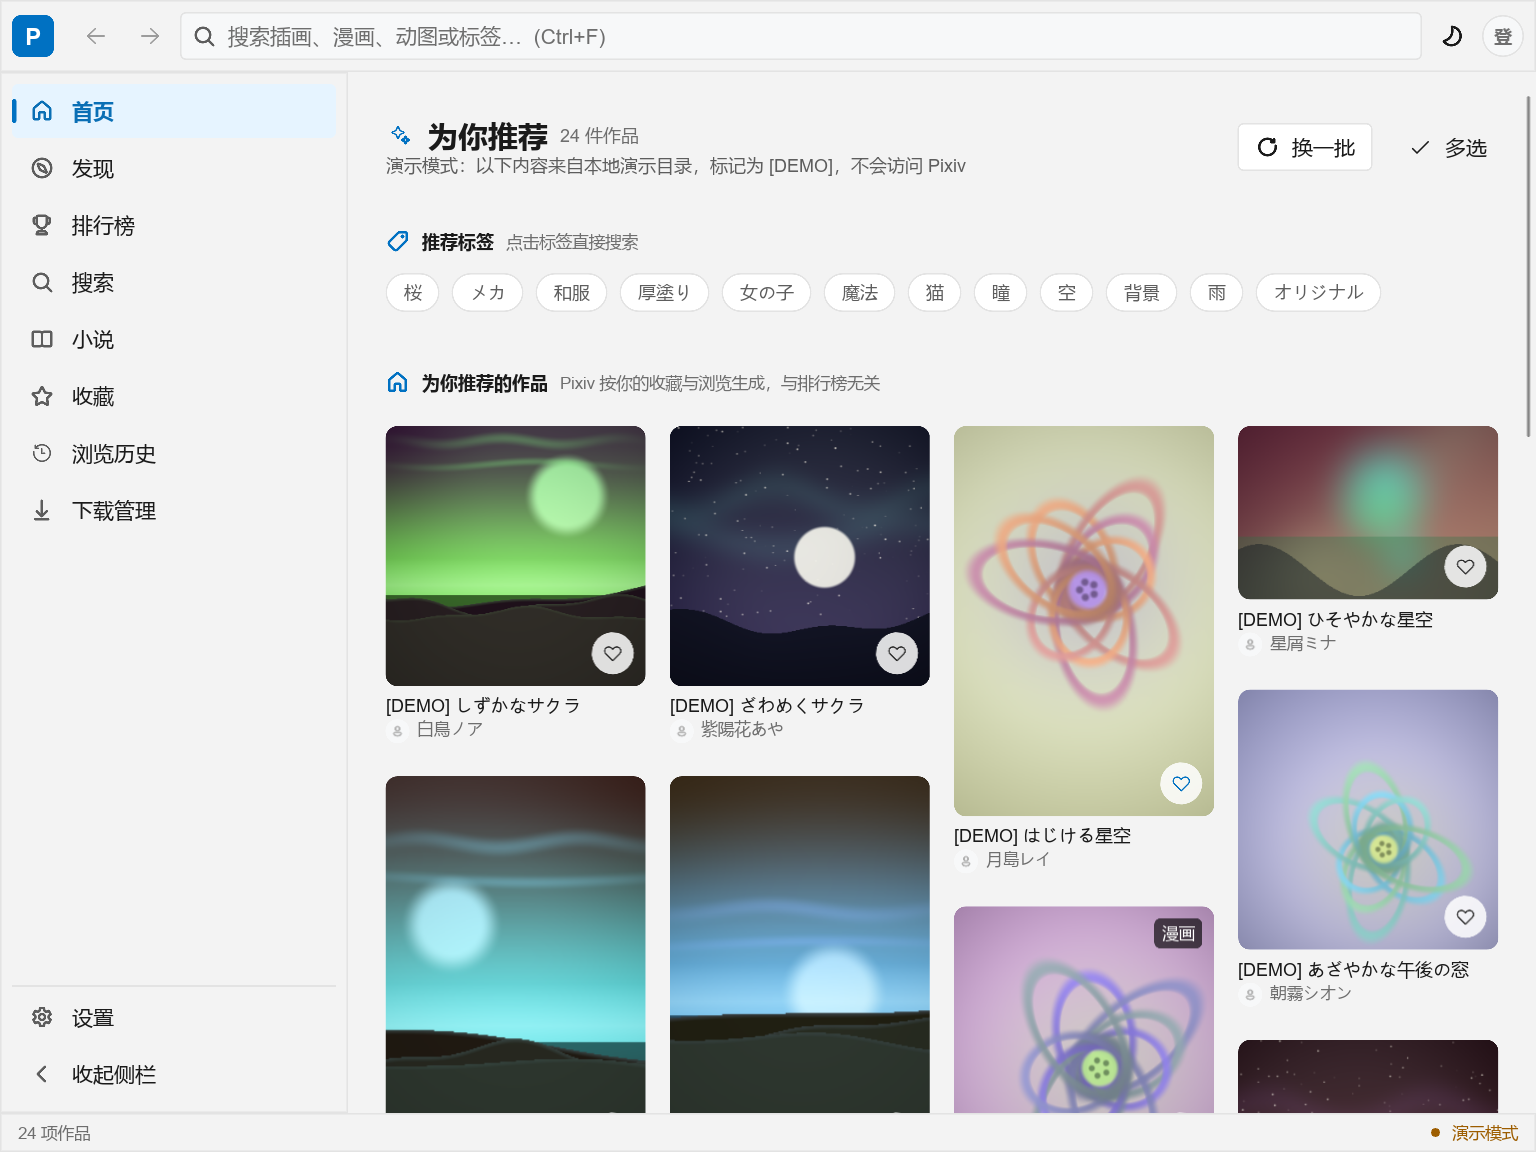 P
搜索插画、漫画、动图或标签… (Ctrl+F)
登
首页
发现
排行榜
搜索
小说
收藏
浏览历史
下载管理
设置
收起侧栏
为你推荐 24 件作品
演示模式：以下内容来自本地演示目录，标记为 [DEMO]，不会访问 Pixiv
换一批
多选
推荐标签 点击标签直接搜索
桜 メカ 和服 厚塗り 女の子 魔法 猫 瞳 空 背景 雨 オリジナル
为你推荐的作品 Pixiv 按你的收藏与浏览生成，与排行榜无关
[DEMO] しずかなサクラ
白鳥ノア
[DEMO] ざわめくサクラ
紫陽花あや
[DEMO] はじける星空
月島レイ
[DEMO] ひそやかな星空
星屑ミナ
漫画
[DEMO] あざやかな午後の窓
朝霧シオン
24 项作品
演示模式